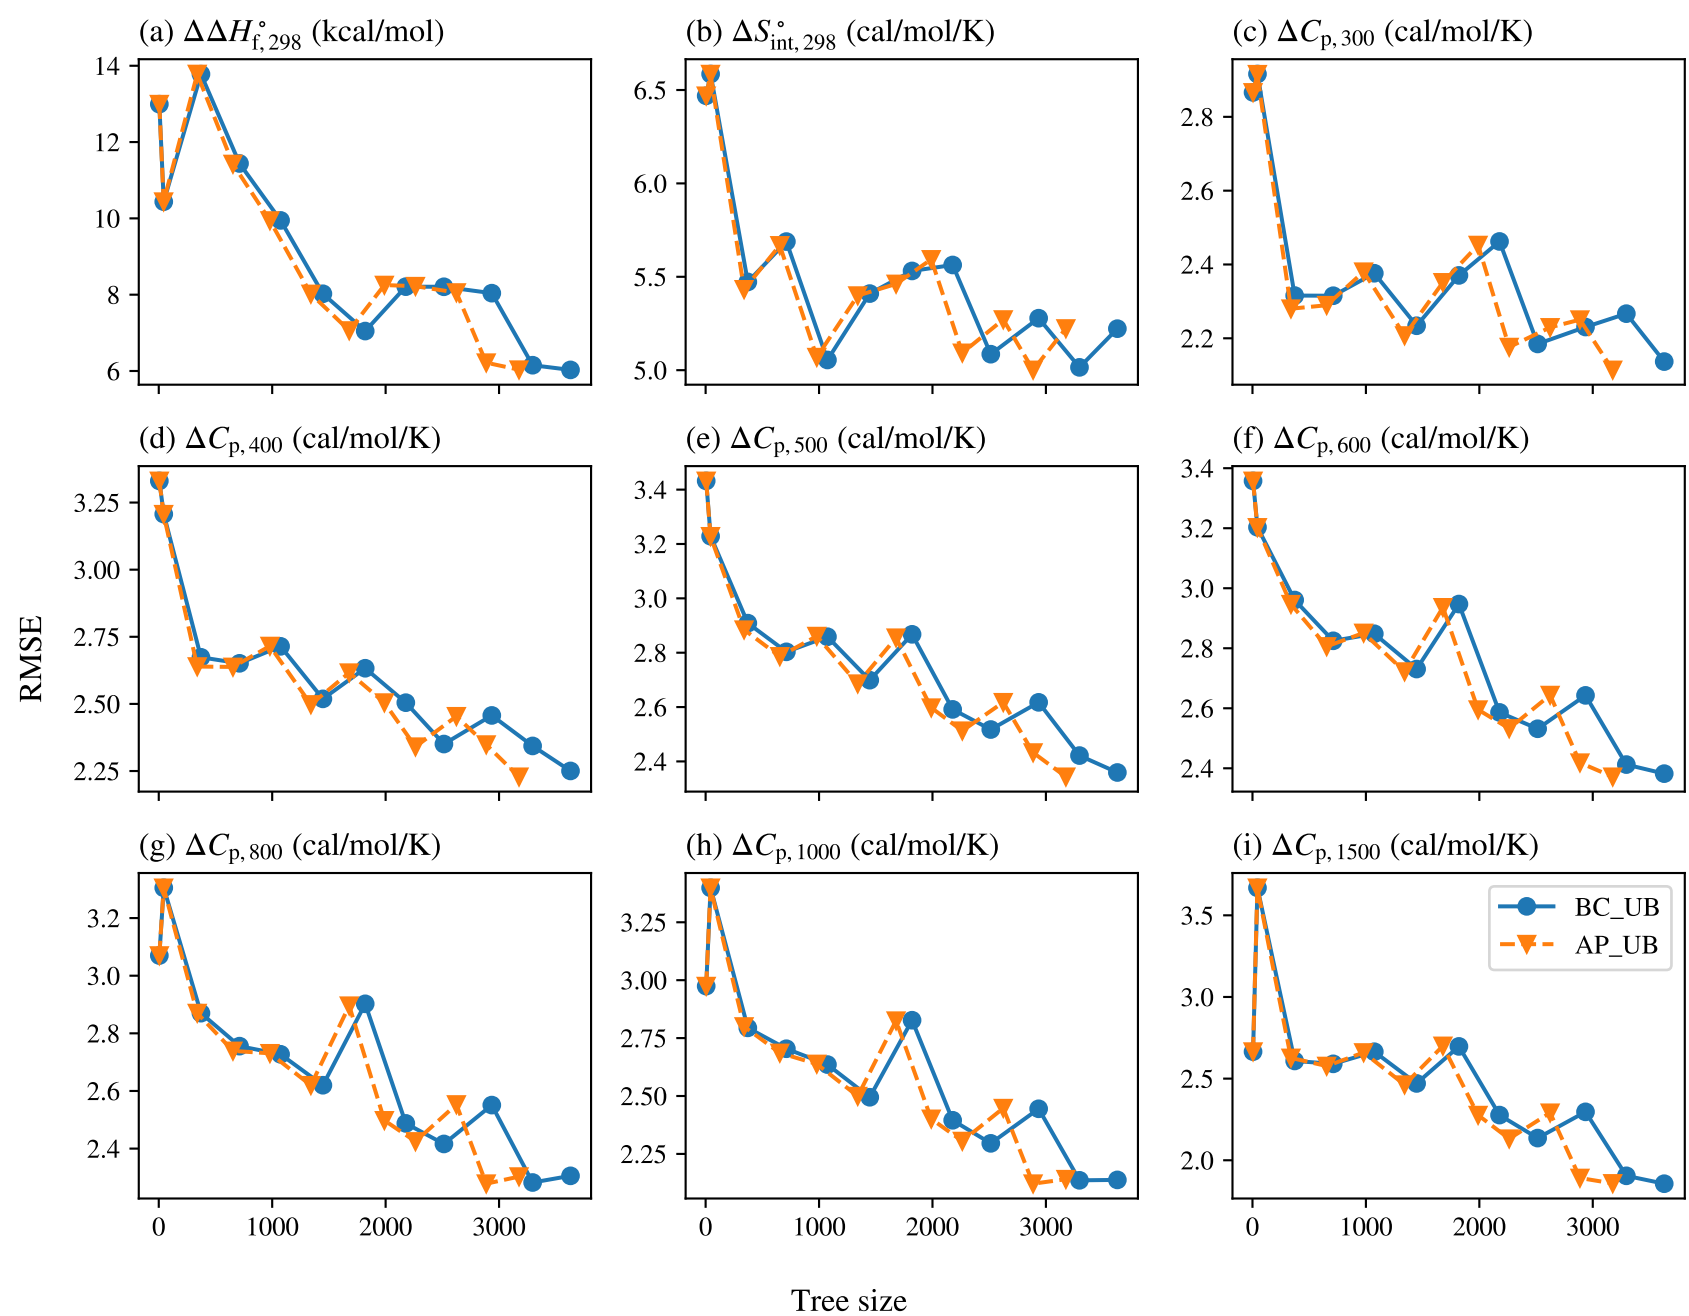 (a) ΔΔH°f, 298 (kcal/mol)
14
12
10
8
6
(b) ΔS°int, 298 (cal/mol/K)
6.5
6.0
5.5
5.0
(c) ΔCp, 300 (cal/mol/K)
2.8
2.6
2.4
2.2
(d) ΔCp, 400 (cal/mol/K)
3.25
3.00
2.75
2.50
2.25
(e) ΔCp, 500 (cal/mol/K)
3.4
3.2
3.0
2.8
2.6
2.4
(f) ΔCp, 600 (cal/mol/K)
3.4
3.2
3.0
2.8
2.6
2.4
RMSE
(g) ΔCp, 800 (cal/mol/K)
3.2
3.0
2.8
2.6
2.4
0 1000 2000 3000
(h) ΔCp, 1000 (cal/mol/K)
3.25
3.00
2.75
2.50
2.25
0 1000 2000 3000
(i) ΔCp, 1500 (cal/mol/K)
3.5
3.0
2.5
2.0
0 1000 2000 3000
BC_UB
AP_UB
Tree size